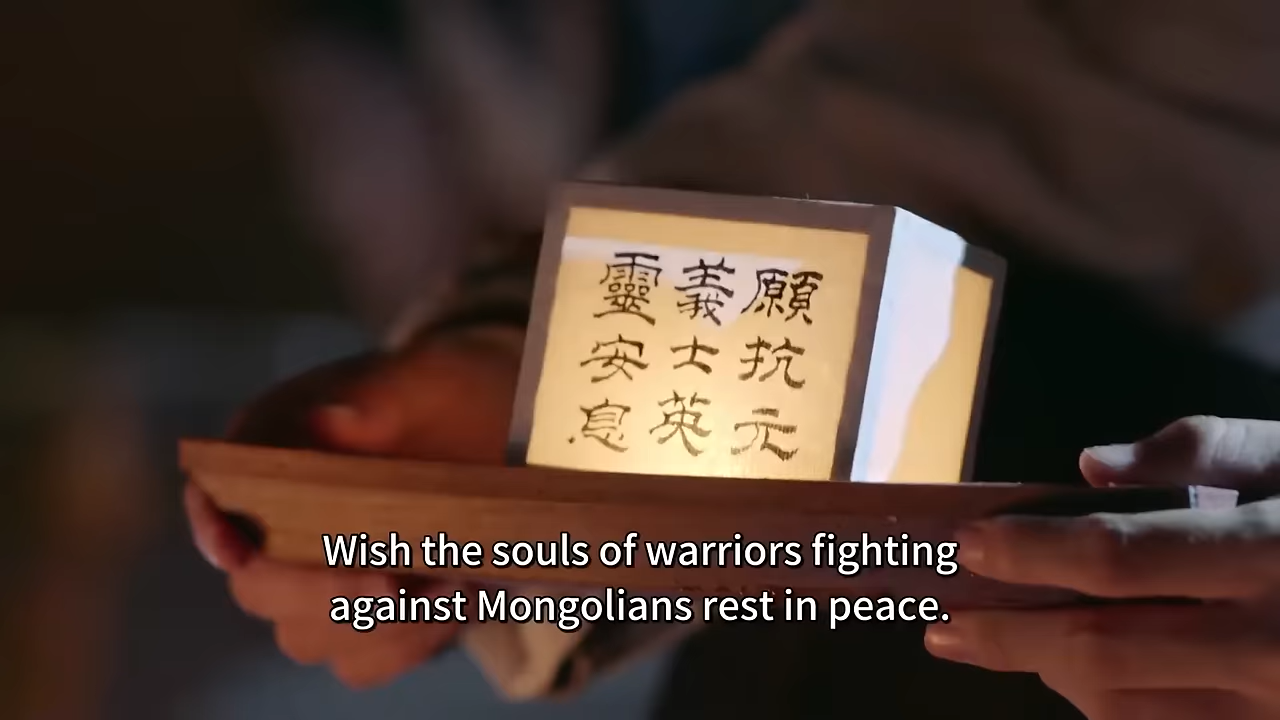 願抗元
義士英
靈安息
Wish the souls of warriors fighting
against Mongolians rest in peace.